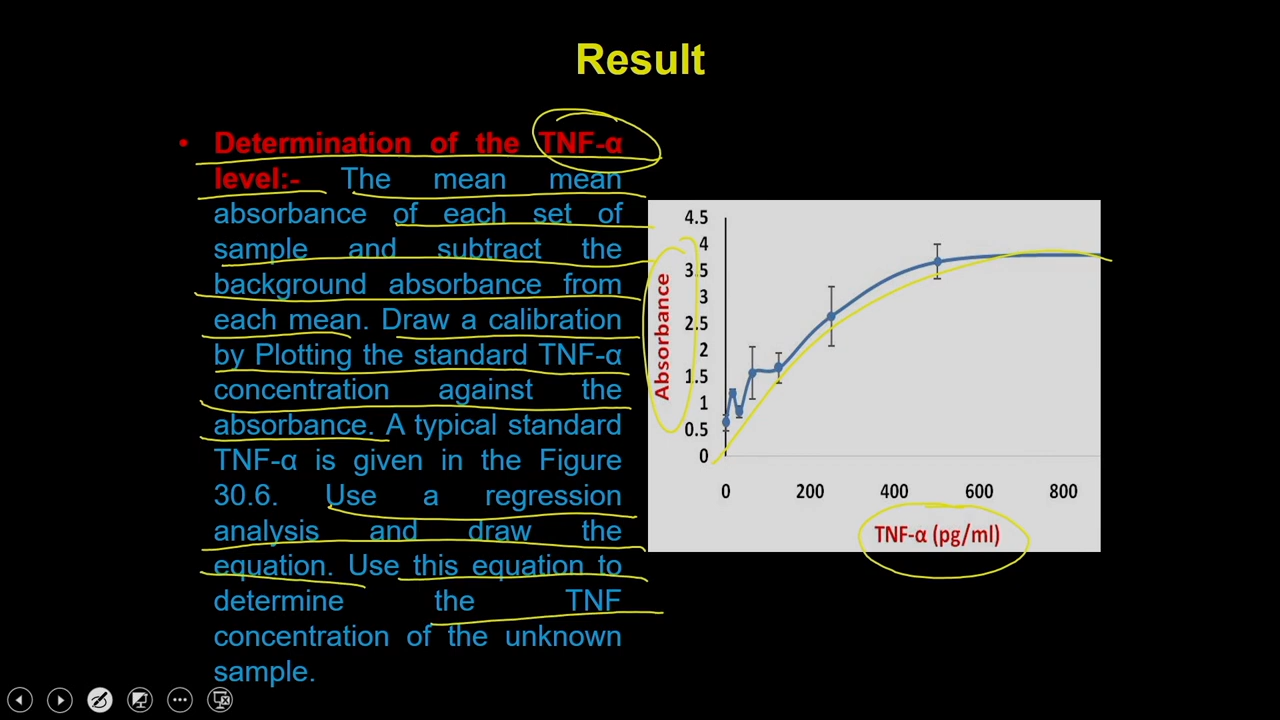 Result
• Determination of the TNF-α
level:- The mean mean
absorbance of each set of
sample and subtract the
background absorbance from
each mean. Draw a calibration
by Plotting the standard TNF-α
concentration against the
absorbance. A typical standard
TNF-α is given in the Figure
30.6. Use a regression
analysis and draw the
equation. Use this equation to
determine the TNF
concentration of the unknown
sample.
Absorbance
4.5
4
3.5
3
2.5
2
1.5
1
0.5
0
0 200 400 600 800
TNF-α (pg/ml)